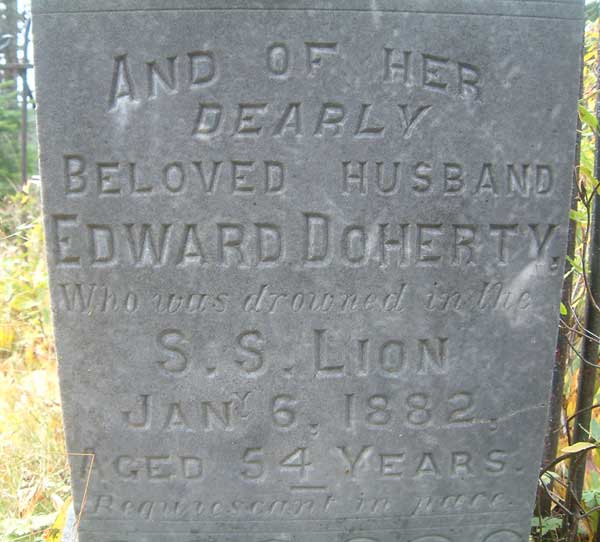 AND OF HER
DEARLY
BELOVED HUSBAND
EDWARD DOHERTY,
Who was drowned in the
S. S. LION
JANY 6, 1882,
AGED 54 YEARS.
Requiescant in pace.